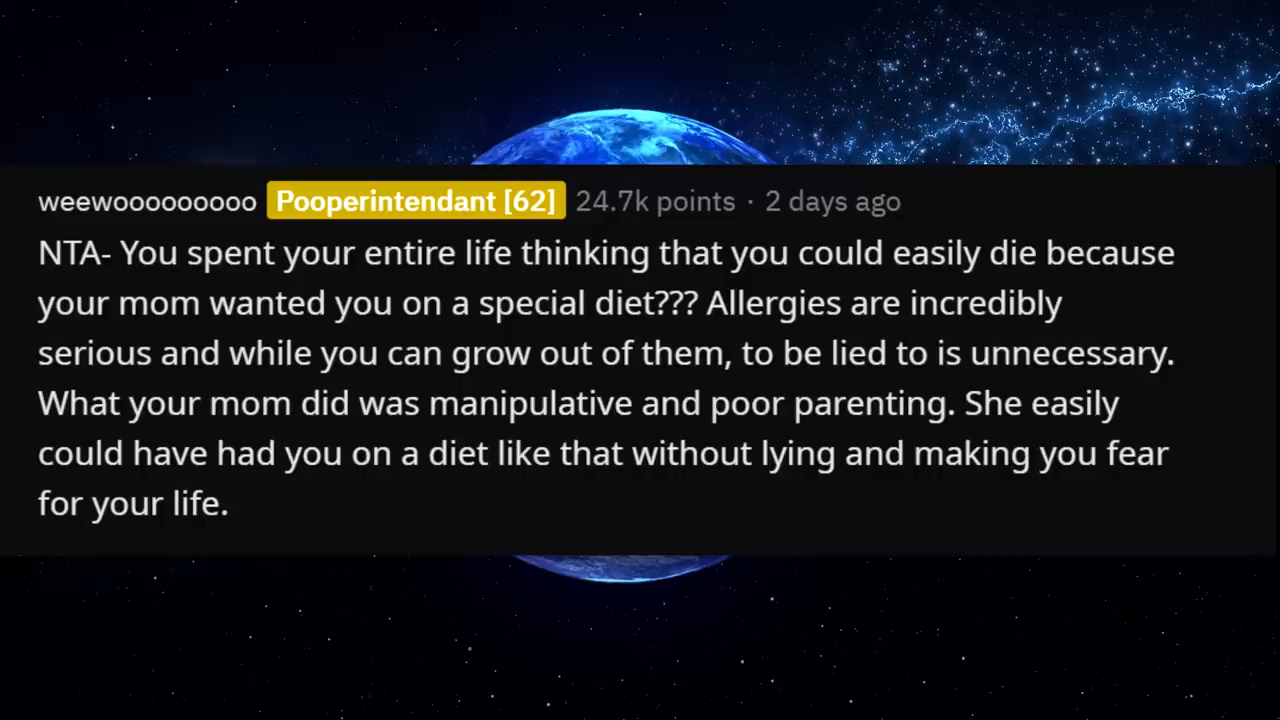 weewooooooooo Pooperintendant [62] 24.7k points · 2 days ago
NTA- You spent your entire life thinking that you could easily die because
your mom wanted you on a special diet??? Allergies are incredibly
serious and while you can grow out of them, to be lied to is unnecessary.
What your mom did was manipulative and poor parenting. She easily
could have had you on a diet like that without lying and making you fear
for your life.